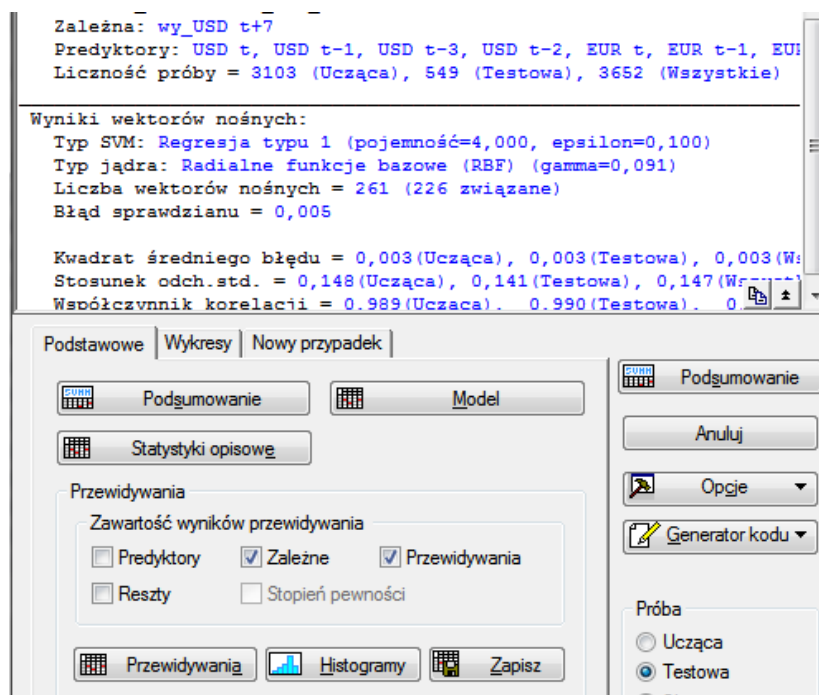 Zależna: wy_USD t+7
Predyktory: USD t, USD t-1, USD t-3, USD t-2, EUR t, EUR t-1, EU
Liczność próby = 3103 (Ucząca), 549 (Testowa), 3652 (Wszystkie)
Wyniki wektorów nośnych:
Typ SVM: Regresja typu 1 (pojemność=4,000, epsilon=0,100)
Typ jądra: Radialne funkcje bazowe (RBF) (gamma=0,091)
Liczba wektorów nośnych = 261 (226 związane)
Błąd sprawdzianu = 0,005
Kwadrat średniego błędu = 0,003(Ucząca), 0,003(Testowa), 0,003(W
Stosunek odch.std. = 0,148(Ucząca), 0,141(Testowa), 0,147(
Współczynnik korelacji = 0.989(Ucząca), 0.990(Testowa), 0.
Podstawowe Wykresy Nowy przypadek
Podsumowanie Model
Podsumowanie
Statystyki opisowe
Anuluj
Przewidywania
Opcje
Zawartość wyników przewidywania
Predyktory Zależne Przewidywania
Generator kodu
Reszty Stopień pewności
Próba
Ucząca
Przewidywania Histogramy Zapisz
Testowa